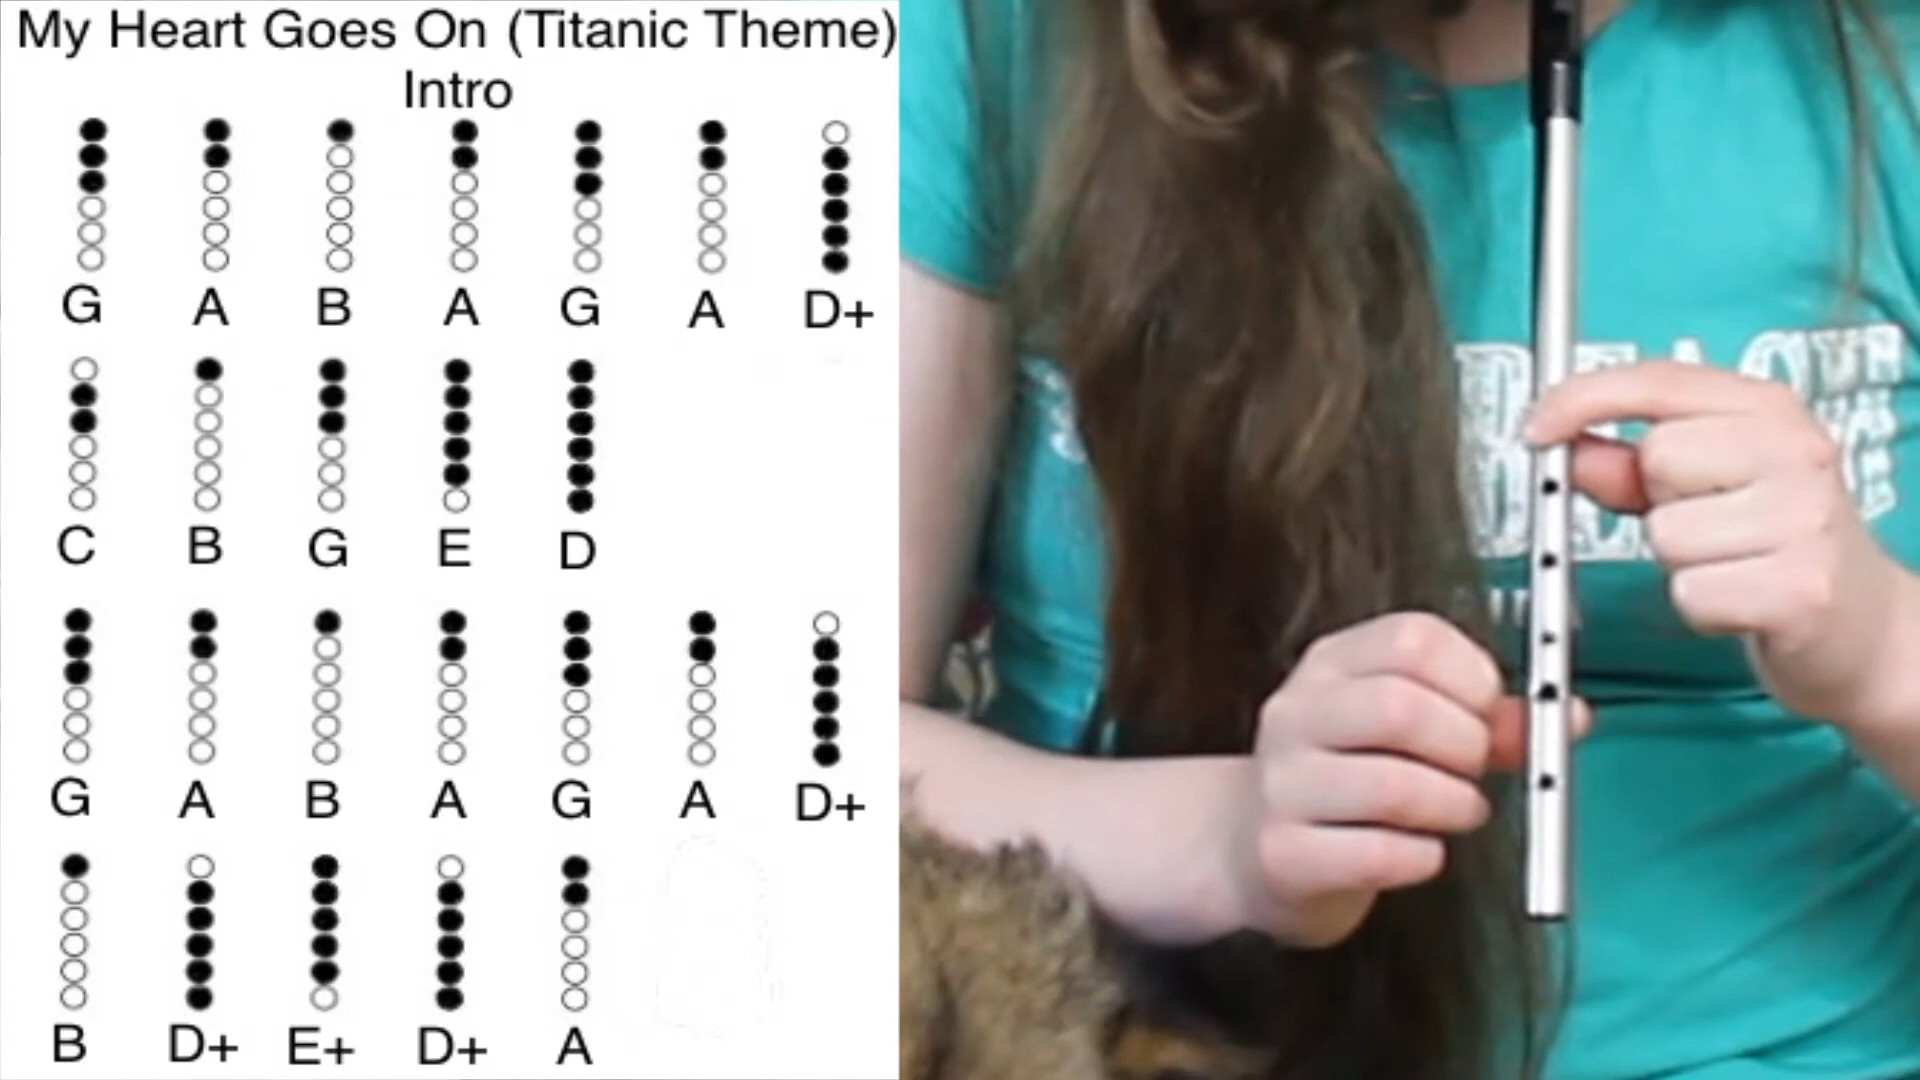 My Heart Goes On (Titanic Theme)
Intro
G A B A G A D+
C B G E D
G A B A G A D+
B D+ E+ D+ A